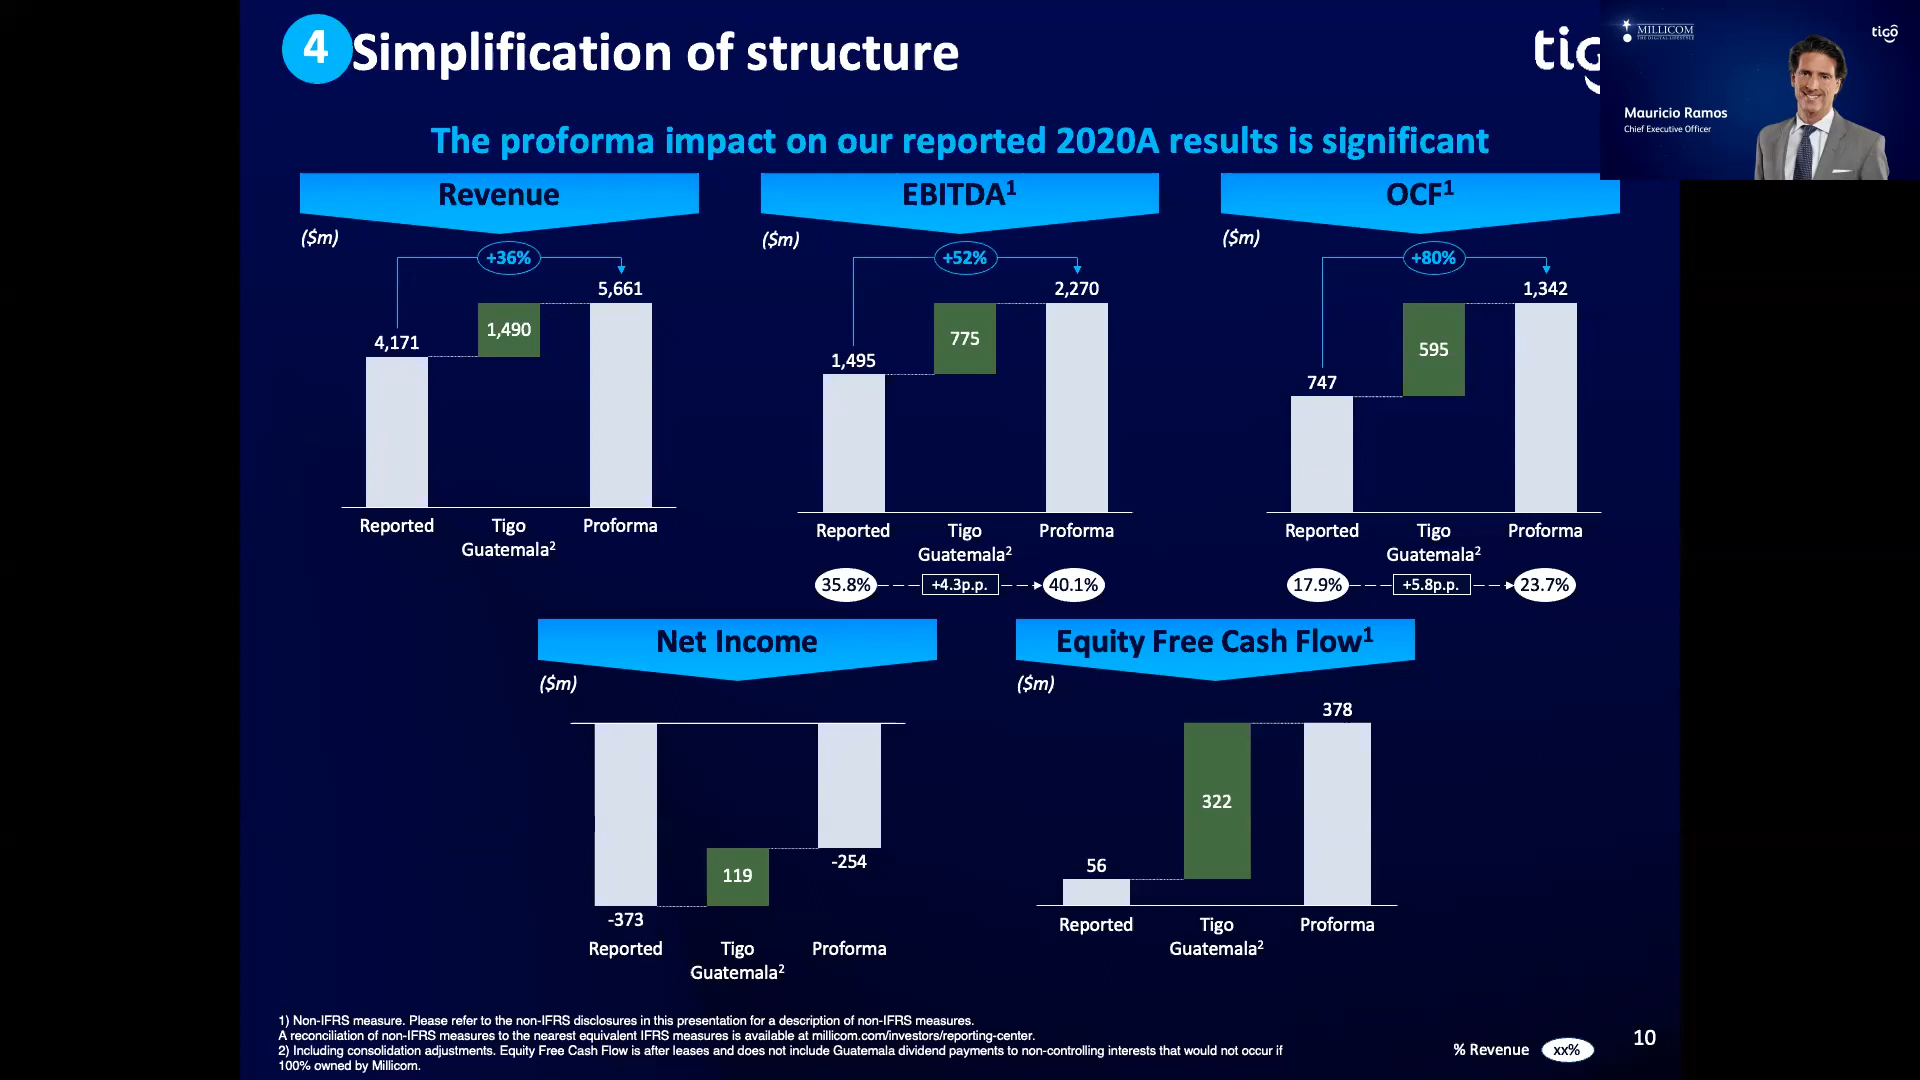 4 Simplification of structure
tig
MILLICOM
tigo
Mauricio Ramos
Chief Executive Officer
The proforma impact on our reported 2020A results is significant
Revenue
($m)
+36%
4,171
1,490
5,661
Reported
Tigo
Guatemala²
Proforma
EBITDA¹
($m)
+52%
1,495
775
2,270
Reported
Tigo
Guatemala²
Proforma
35.8% +4.3p.p. 40.1%
OCF¹
($m)
+80%
747
595
1,342
Reported
Tigo
Guatemala²
Proforma
17.9% +5.8p.p. 23.7%
Net Income
($m)
-373
119
-254
Reported
Tigo
Guatemala²
Proforma
Equity Free Cash Flow¹
($m)
56
322
378
Reported
Tigo
Guatemala²
Proforma
1) Non-IFRS measure. Please refer to the non-IFRS disclosures in this presentation for a description of non-IFRS measures.
A reconciliation of non-IFRS measures to the nearest equivalent IFRS measures is available at millicom.com/investors/reporting-center.
2) Including consolidation adjustments. Equity Free Cash Flow is after leases and does not include Guatemala dividend payments to non-controlling interests that would not occur if
100% owned by Millicom.
% Revenue xx%
10